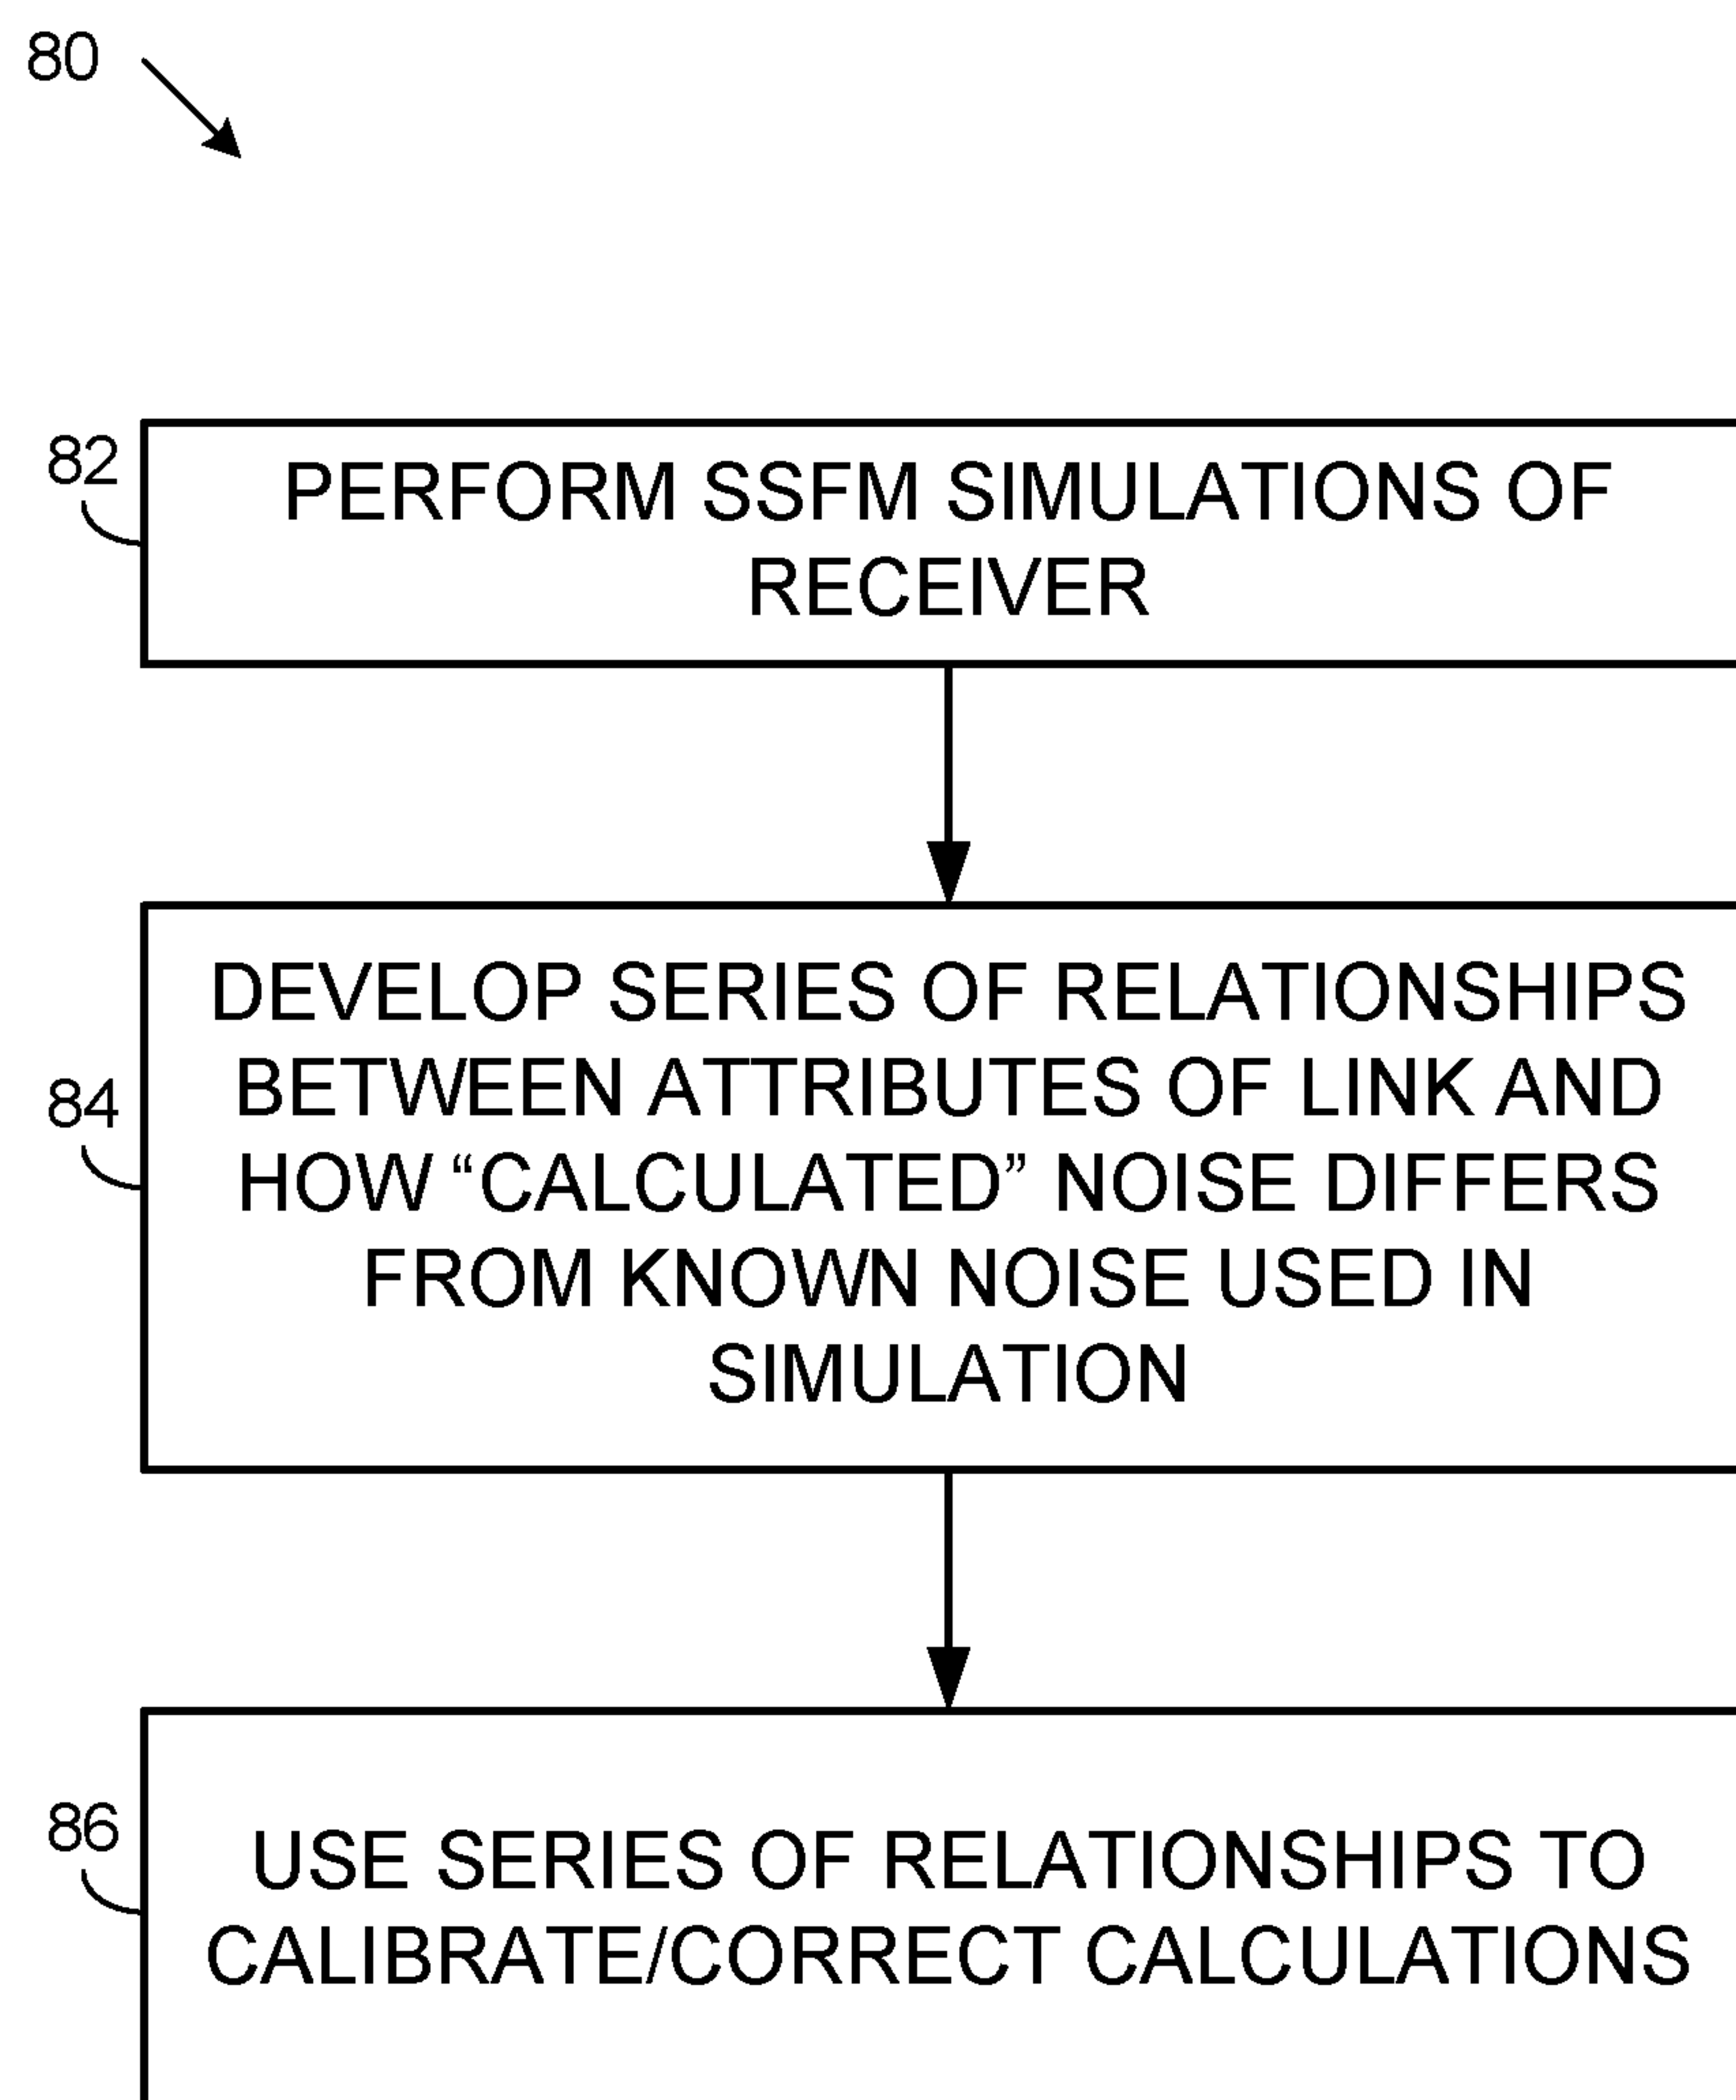 80
82
PERFORM SSFM SIMULATIONS OF
RECEIVER
84
DEVELOP SERIES OF RELATIONSHIPS
BETWEEN ATTRIBUTES OF LINK AND
HOW “CALCULATED” NOISE DIFFERS
FROM KNOWN NOISE USED IN
SIMULATION
86
USE SERIES OF RELATIONSHIPS TO
CALIBRATE/CORRECT CALCULATIONS